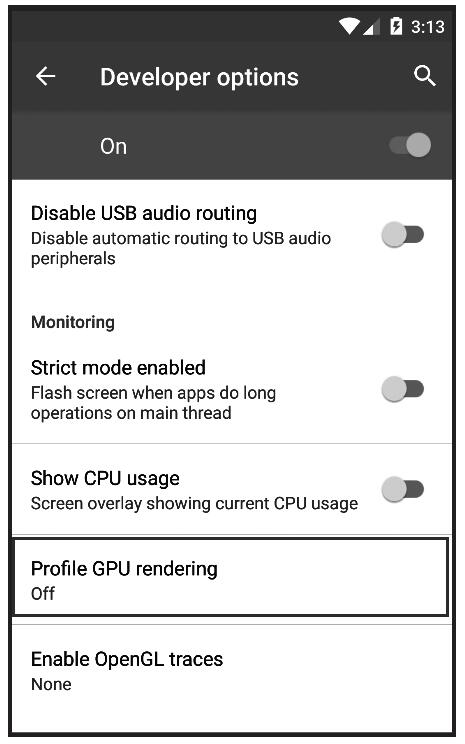 3:13
Developer options
On
Disable USB audio routing
Disable automatic routing to USB audio
peripherals
Monitoring
Strict mode enabled
Flash screen when apps do long
operations on main thread
Show CPU usage
Screen overlay showing current CPU usage
Profile GPU rendering
Off
Enable OpenGL traces
None